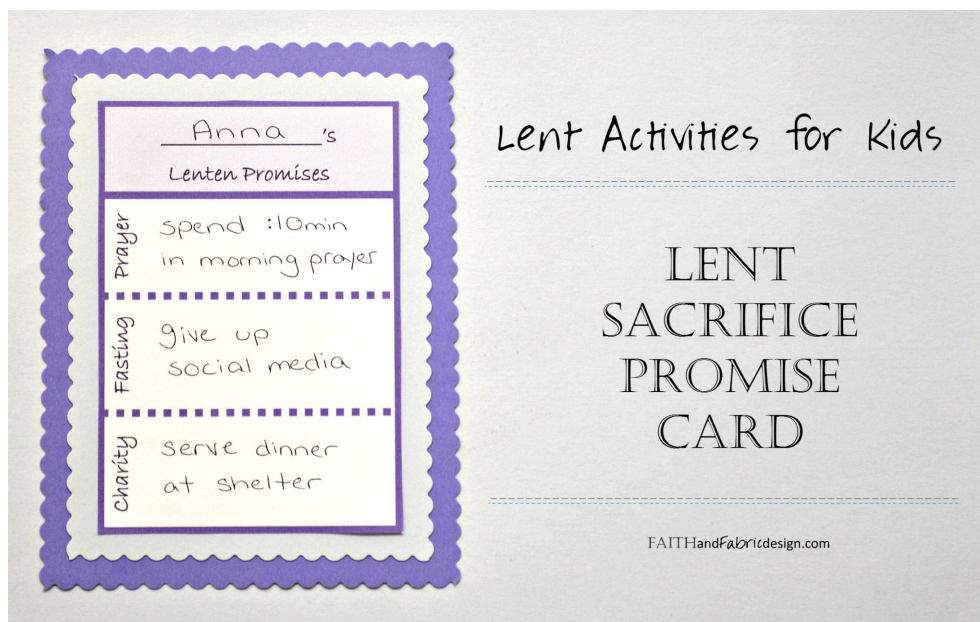 Anna 's
Lenten Promises
Prayer
spend :10min
in morning prayer
Fasting
give up
social media
Charity
serve dinner
at shelter
Lent Activities for Kids
LENT
SACRIFICE
PROMISE
CARD
FAITHandFabricdesign.com